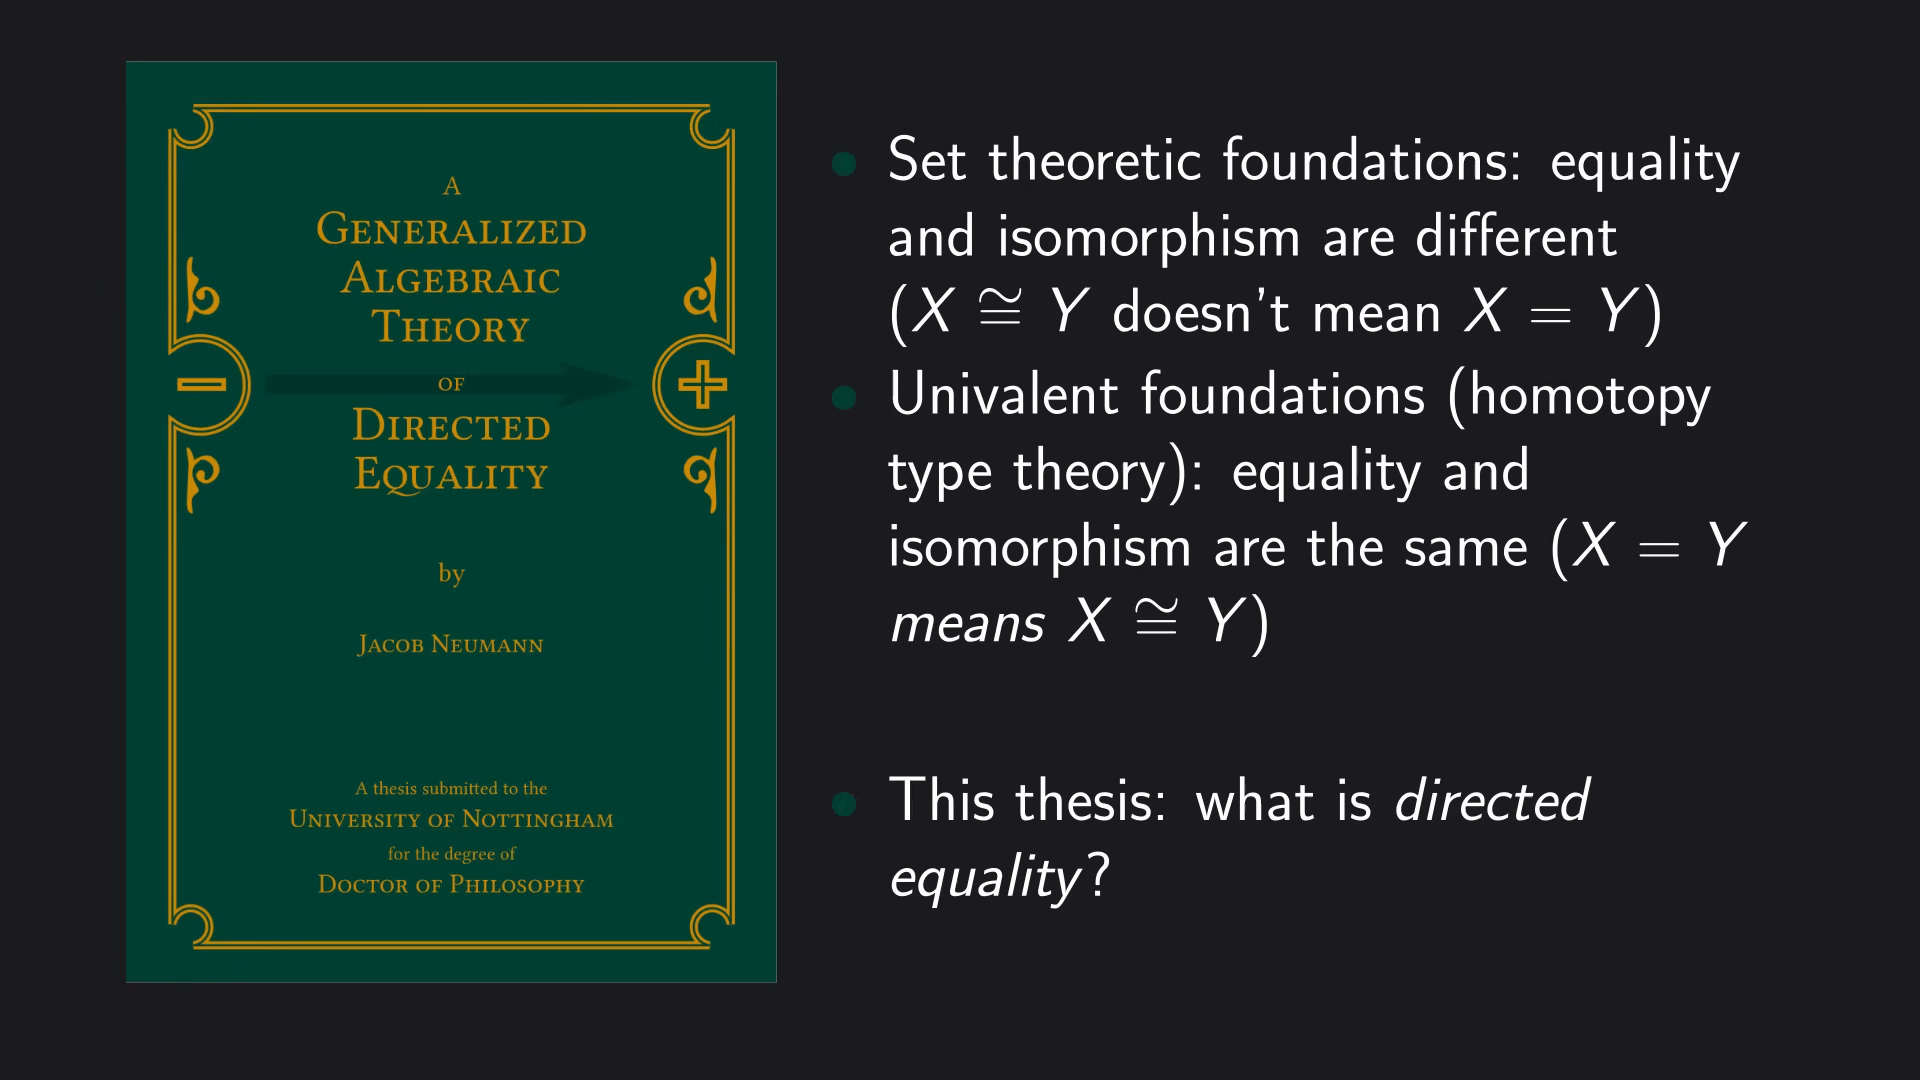 A
GENERALIZED
ALGEBRAIC
THEORY
OF
DIRECTED
EQUALITY
by
JACOB NEUMANN
A thesis submitted to the
UNIVERSITY OF NOTTINGHAM
for the degree of
DOCTOR OF PHILOSOPHY
• Set theoretic foundations: equality
and isomorphism are different
(X ≅ Y doesn't mean X = Y)
• Univalent foundations (homotopy
type theory): equality and
isomorphism are the same (X = Y
means X ≅ Y)
• This thesis: what is directed
equality?